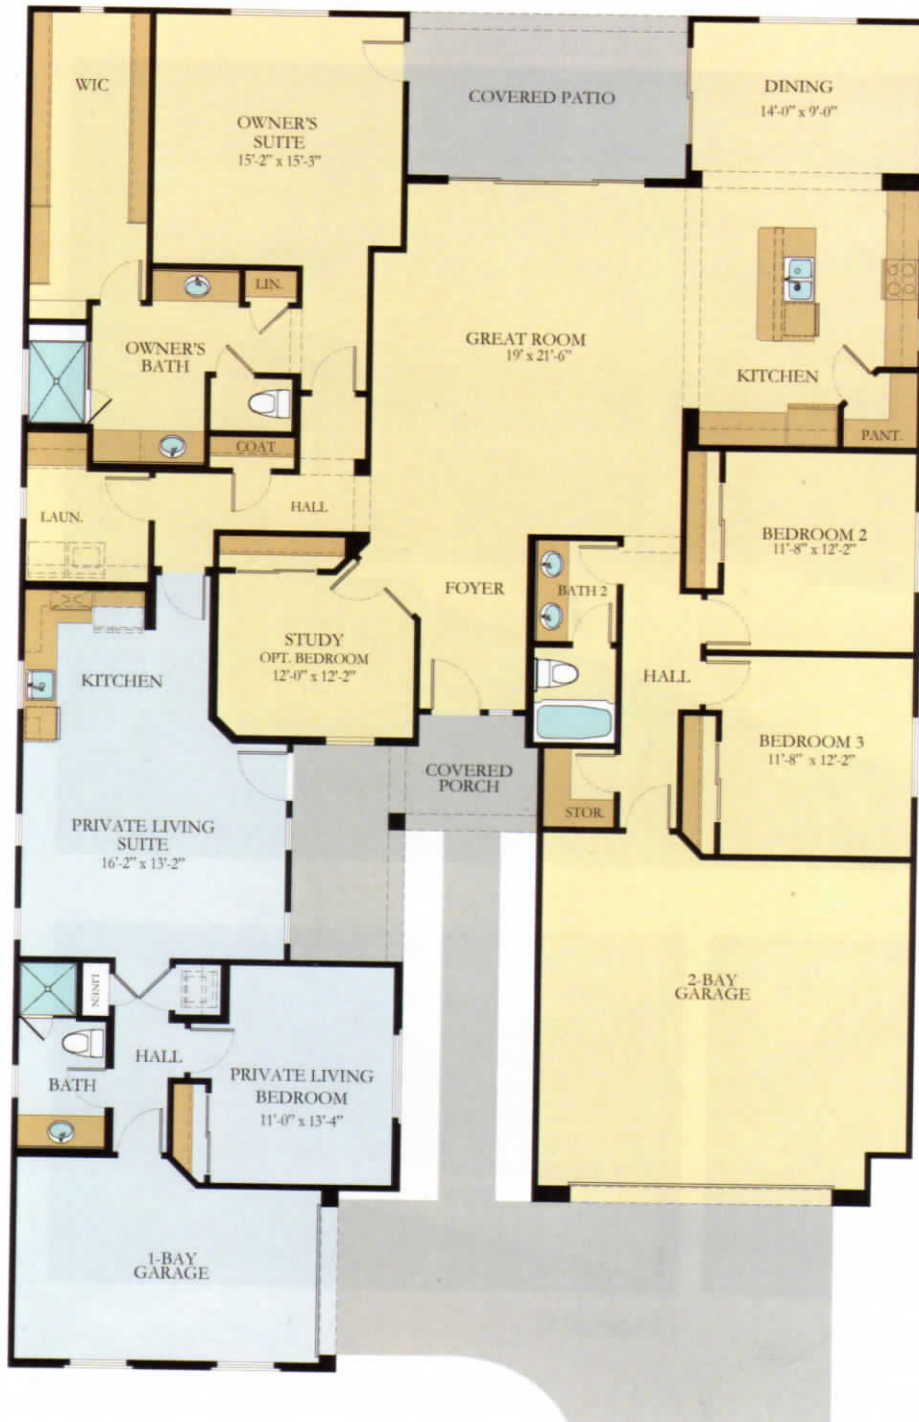 WIC
OWNER'S
SUITE
15'-2" x 15'-3"
COVERED PATIO
DINING
14'-0" x 9'-0"
LIN.
OWNER'S
BATH
GREAT ROOM
19' x 21'-6"
KITCHEN
PANT.
COAT
HALL
LAUN.
BEDROOM 2
11'-8" x 12'-2"
FOYER
BATH 2
STUDY
OPT. BEDROOM
12'-0" x 12'-2"
KITCHEN
HALL
BEDROOM 3
11'-8" x 12'-2"
COVERED
PORCH
STOR.
PRIVATE LIVING
SUITE
16'-2" x 13'-2"
LINEN
2-BAY
GARAGE
HALL
BATH
PRIVATE LIVING
BEDROOM
11'-0" x 13'-4"
1-BAY
GARAGE